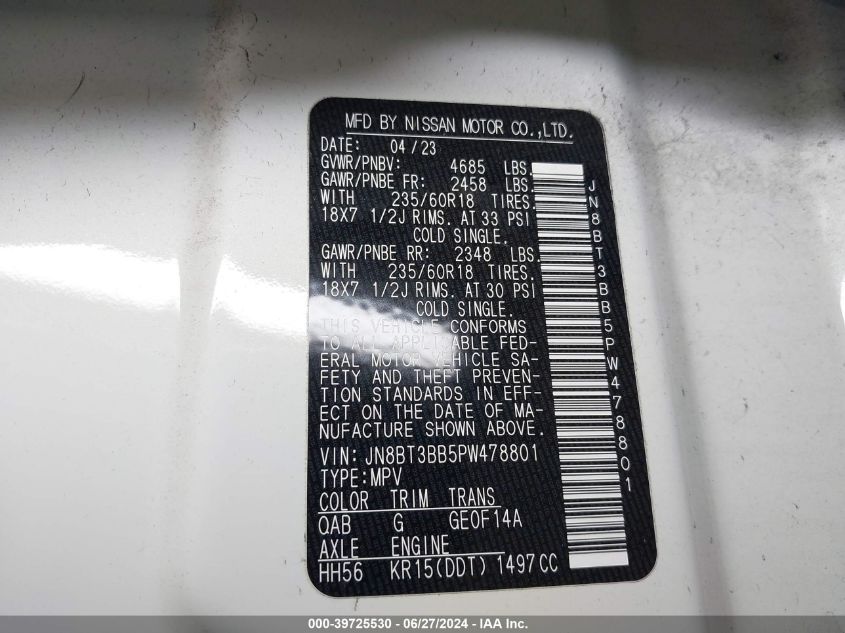 MFD BY NISSAN MOTOR CO.,LTD.
DATE: 04/23
GVWR/PNBV: 4685 LBS.
GAWR/PNBE FR: 2458 LBS.
WITH 235/60R18 TIRES.
18X7 1/2J RIMS. AT 33 PSI
COLD SINGLE.
GAWR/PNBE RR: 2348 LBS.
WITH 235/60R18 TIRES.
18X7 1/2J RIMS. AT 30 PSI
COLD SINGLE.
THIS VEHICLE CONFORMS
TO ALL APPLICABLE FED-
ERAL MOTOR VEHICLE SA-
FETY AND THEFT PREVEN-
TION STANDARDS IN EFF-
ECT ON THE DATE OF MA-
NUFACTURE SHOWN ABOVE.
VIN: JN8BT3BB5PW478801
TYPE:MPV
COLOR TRIM TRANS
QAB G GE0F14A
AXLE ENGINE
HH56 KR15(DDT) 1497CC
JN8BT3BB5PW478801
000-39725530 - 06/27/2024 - IAA Inc.